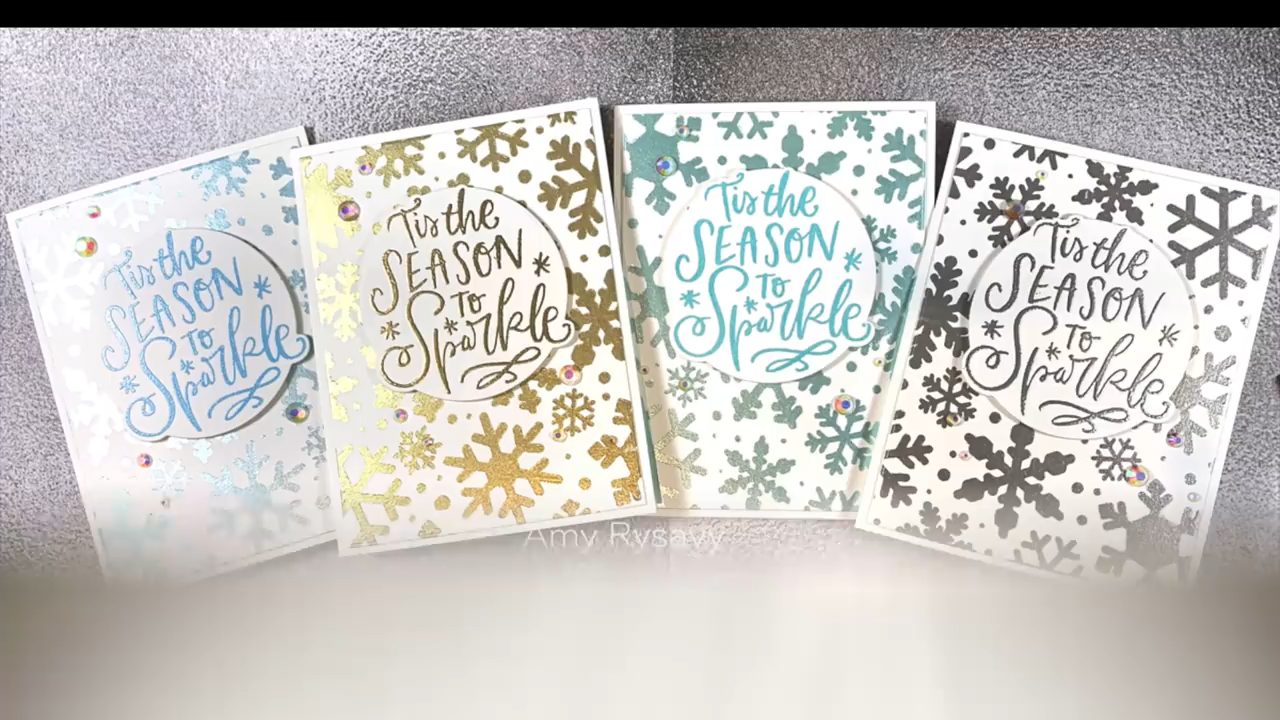 Tis the
SEASON
TO
Sparkle
Tis the
SEASON
TO
Sparkle
Tis the
SEASON
TO
Sparkle
Tis the
SEASON
TO
Sparkle
Amy Rysavy